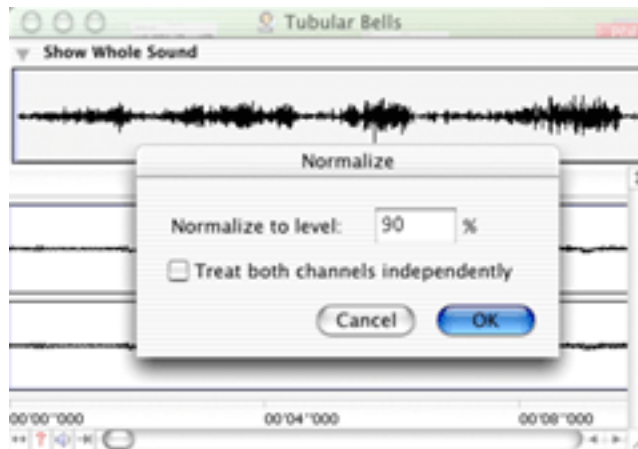 Tubular Bells
Show Whole Sound
Normalize
Normalize to level: 90 %
Treat both channels independently
Cancel OK
00'00"000 00'04"000 00'08"000